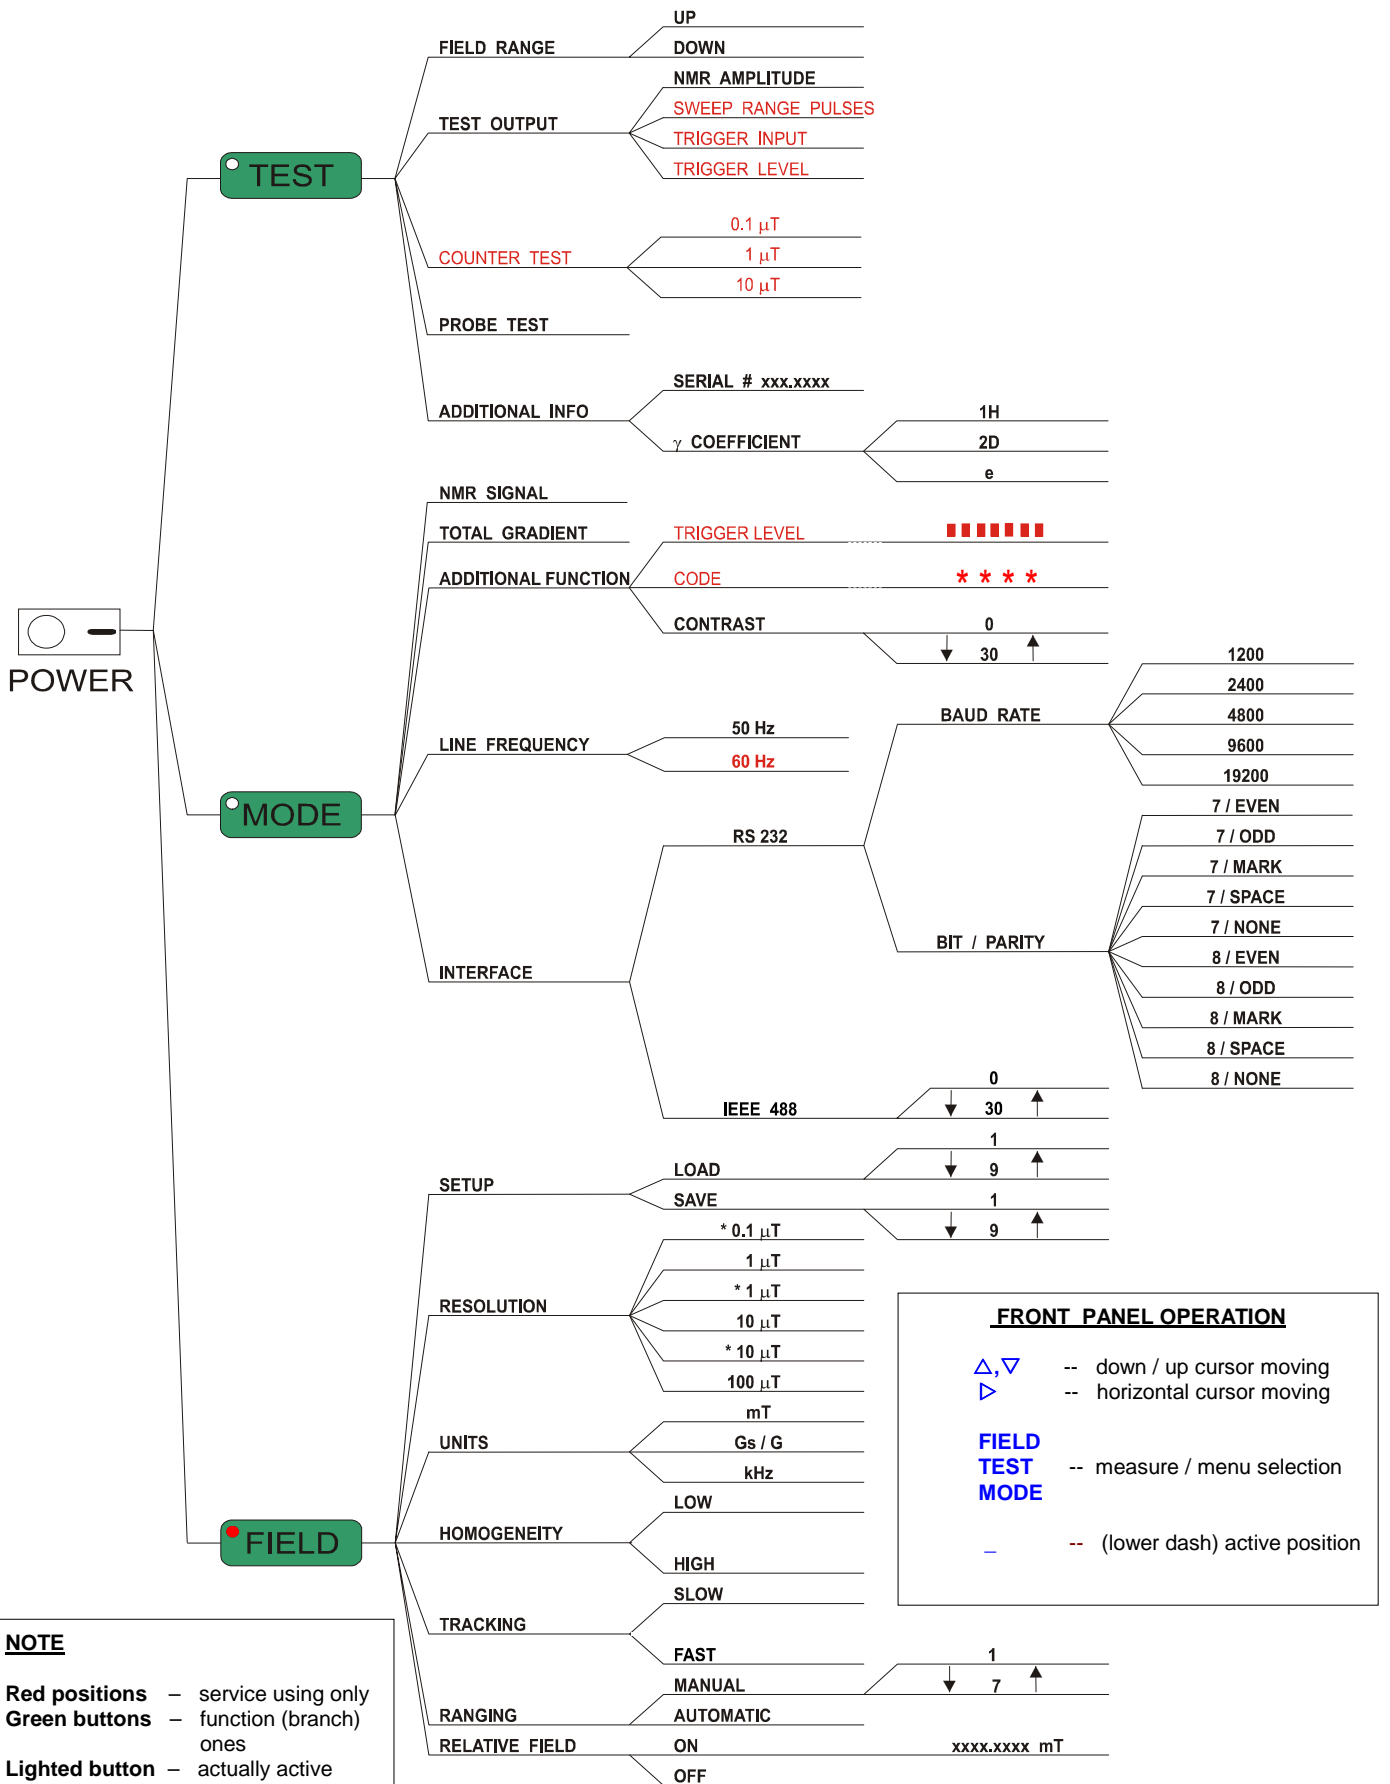 UP
FIELD RANGE
DOWN
NMR AMPLITUDE
SWEEP RANGE PULSES
TEST OUTPUT
TRIGGER INPUT
TRIGGER LEVEL
TEST
0.1 µT
COUNTER TEST
1 µT
10 µT
PROBE TEST
SERIAL # xxx.xxxx
ADDITIONAL INFO
1H
γ COEFFICIENT
2D
e
NMR SIGNAL
TOTAL GRADIENT
TRIGGER LEVEL
ADDITIONAL FUNCTION
CODE
* * * *
CONTRAST
0
30
POWER
LINE FREQUENCY
50 Hz
60 Hz
MODE
BAUD RATE
1200
2400
4800
9600
19200
RS 232
7 / EVEN
7 / ODD
7 / MARK
7 / SPACE
7 / NONE
BIT / PARITY
8 / EVEN
8 / ODD
8 / MARK
8 / SPACE
8 / NONE
INTERFACE
IEEE 488
0
30
SETUP
LOAD
1
9
SAVE
1
9
RESOLUTION
* 0.1 µT
1 µT
* 1 µT
10 µT
* 10 µT
100 µT
UNITS
mT
Gs / G
kHz
FIELD
HOMOGENEITY
LOW
HIGH
TRACKING
SLOW
FAST
RANGING
MANUAL
1
7
AUTOMATIC
RELATIVE FIELD
ON
xxxx.xxxx mT
OFF
FRONT PANEL OPERATION
△,▽ -- down / up cursor moving
▷ -- horizontal cursor moving
FIELD
TEST -- measure / menu selection
MODE
_ -- (lower dash) active position
NOTE
Red positions – service using only
Green buttons – function (branch)
ones
Lighted button – actually active